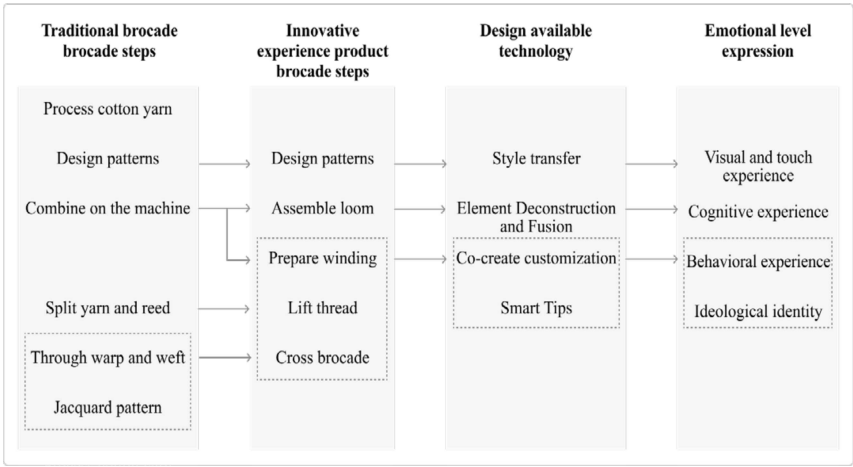 Traditional brocade
brocade steps
Process cotton yarn
Design patterns
Combine on the machine
Split yarn and reed
Through warp and weft
Jacquard pattern
Innovative
experience product
brocade steps
Design patterns
Assemble loom
Prepare winding
Lift thread
Cross brocade
Design available
technology
Style transfer
Element Deconstruction
and Fusion
Co-create customization
Smart Tips
Emotional level
expression
Visual and touch
experience
Cognitive experience
Behavioral experience
Ideological identity